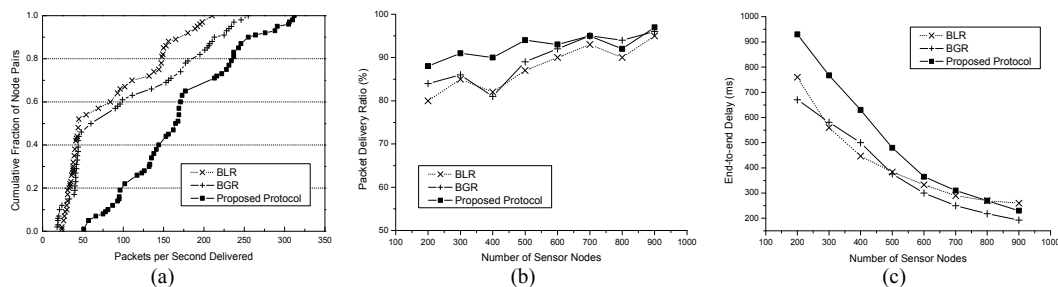 Cumulative Fraction of Node Pairs
1.0
0.8
0.6
0.4
0.2
0.0
BLR
BGR
Proposed Protocol
0 50 100 150 200 250 300 350
Packets per Second Delivered
(a)
Packet Delivery Ratio (%)
100
90
80
70
60
50
BLR
BGR
Proposed Protocol
100 200 300 400 500 600 700 800 900 1000
Number of Sensor Nodes
(b)
End-to-end Delay (ms)
1000
900
800
700
600
500
400
300
200
BLR
BGR
Proposed Protocol
100 200 300 400 500 600 700 800 900 1000
Number of Sensor Nodes
(c)